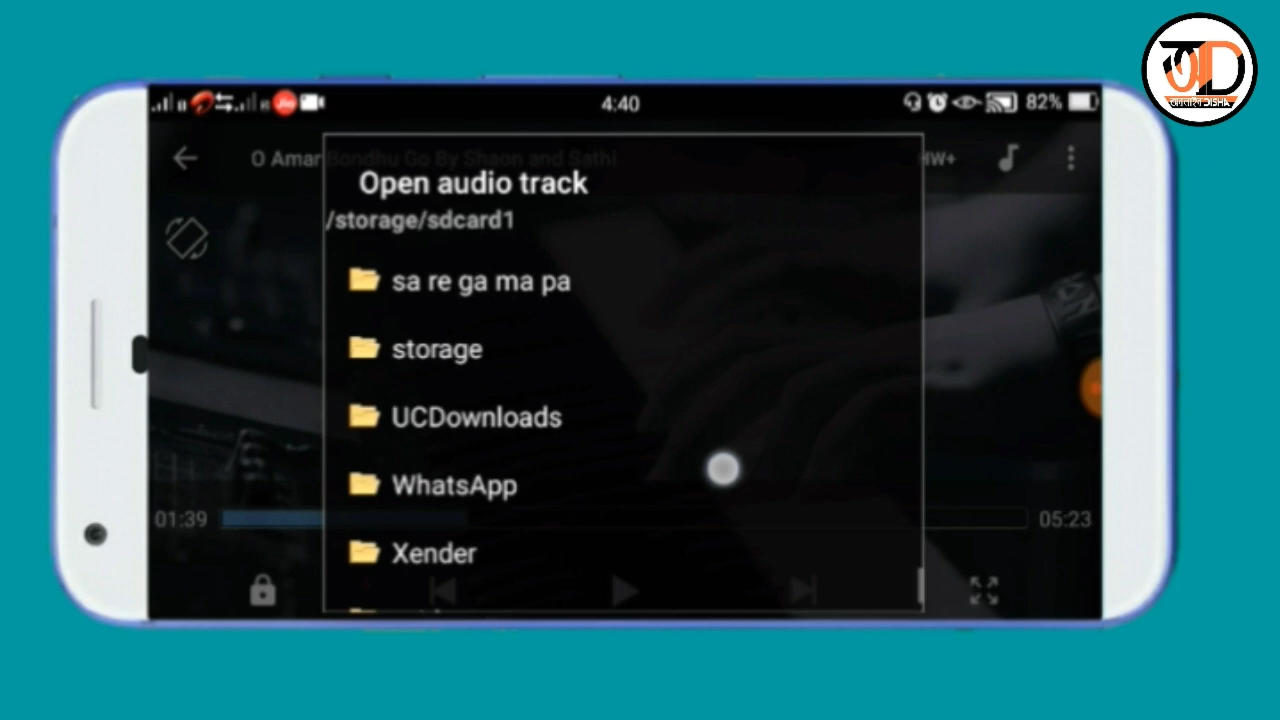 4:40
82%
O Amar Bondhu Go By Shaon and Sathi
HW+
Open audio track
/storage/sdcard1
sa re ga ma pa
storage
UCDownloads
WhatsApp
Xender
01:39
05:23
DISHA